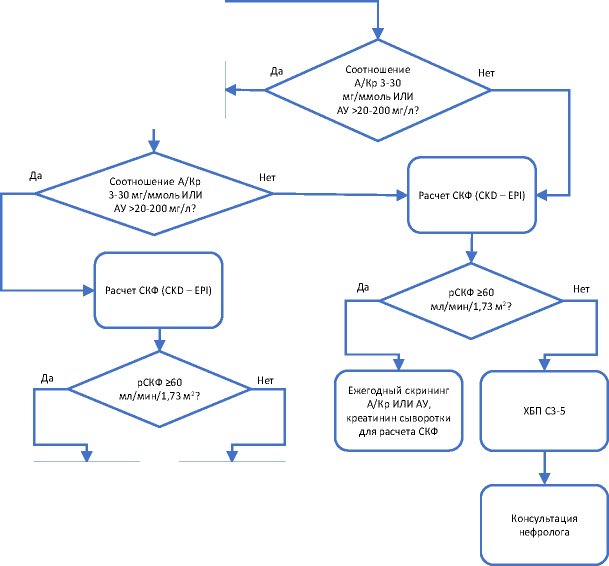 Да
Соотношение
А/Кр 3-30
мг/ммоль ИЛИ
АУ >20-200 мг/л?
Нет
Да
Соотношение А/Кр
3-30 мг/ммоль ИЛИ
АУ >20-200 мг/л?
Нет
Расчет СКФ (CKD – EPI)
Расчет СКФ (CKD – EPI)
Да
рСКФ ≥60
мл/мин/1,73 м²?
Нет
Да
рСКФ ≥60
мл/мин/1,73 м²?
Нет
Ежегодный скрининг
А/Кр ИЛИ АУ,
креатинин сыворотки
для расчета СКФ
ХБП С3-5
Консультация
нефролога